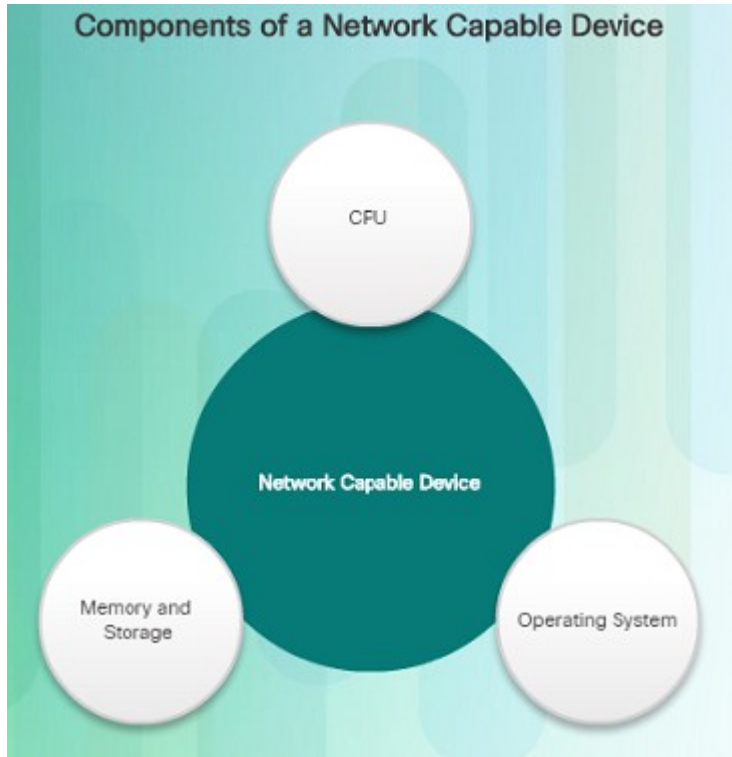 Components of a Network Capable Device
CPU
Network Capable Device
Memory and
Storage
Operating System